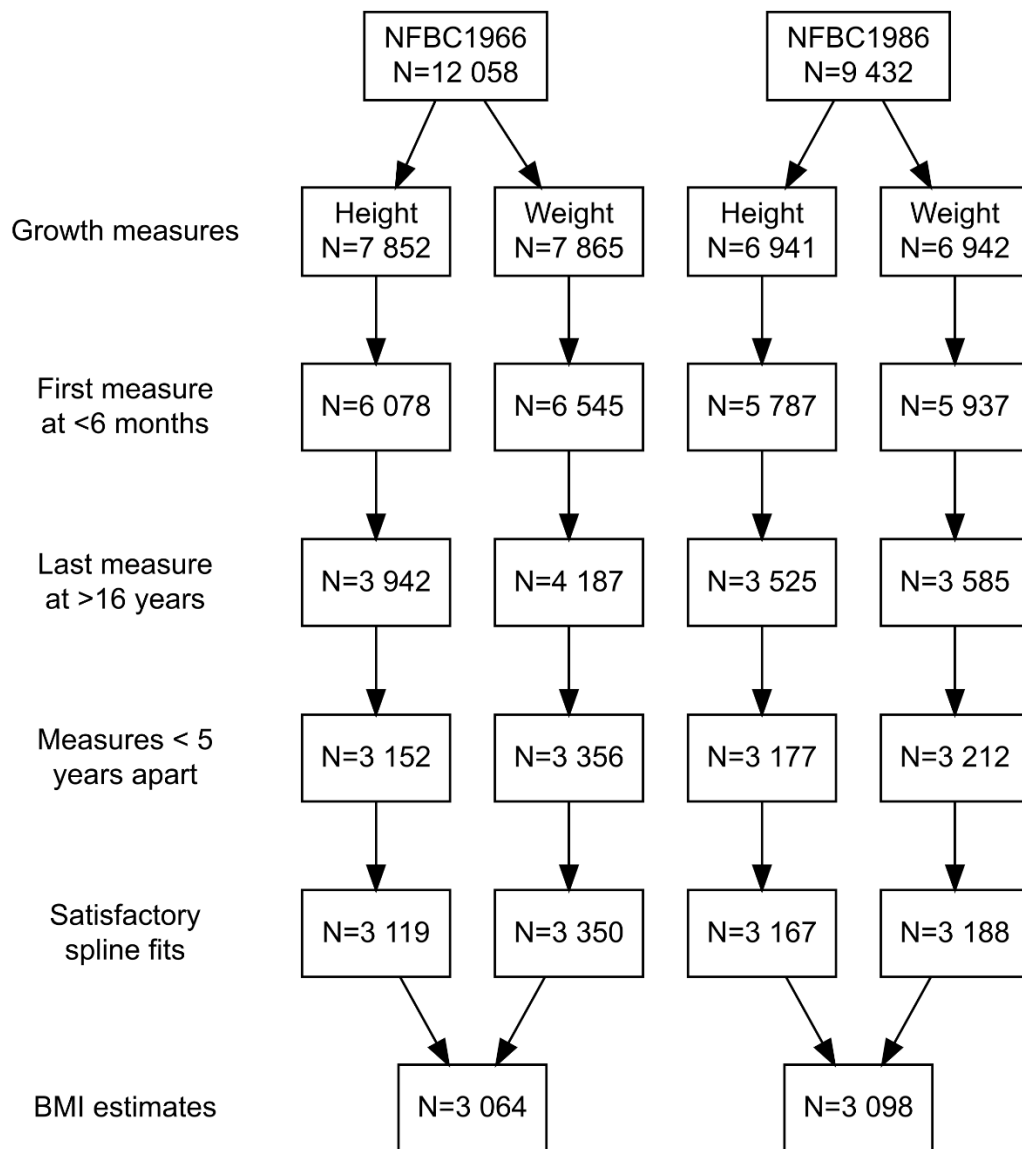 NFBC1966
N=12 058
NFBC1986
N=9 432
Growth measures
Height
N=7 852
Weight
N=7 865
Height
N=6 941
Weight
N=6 942
First measure
at <6 months
N=6 078
N=6 545
N=5 787
N=5 937
Last measure
at >16 years
N=3 942
N=4 187
N=3 525
N=3 585
Measures < 5
years apart
N=3 152
N=3 356
N=3 177
N=3 212
Satisfactory
spline fits
N=3 119
N=3 350
N=3 167
N=3 188
BMI estimates
N=3 064
N=3 098